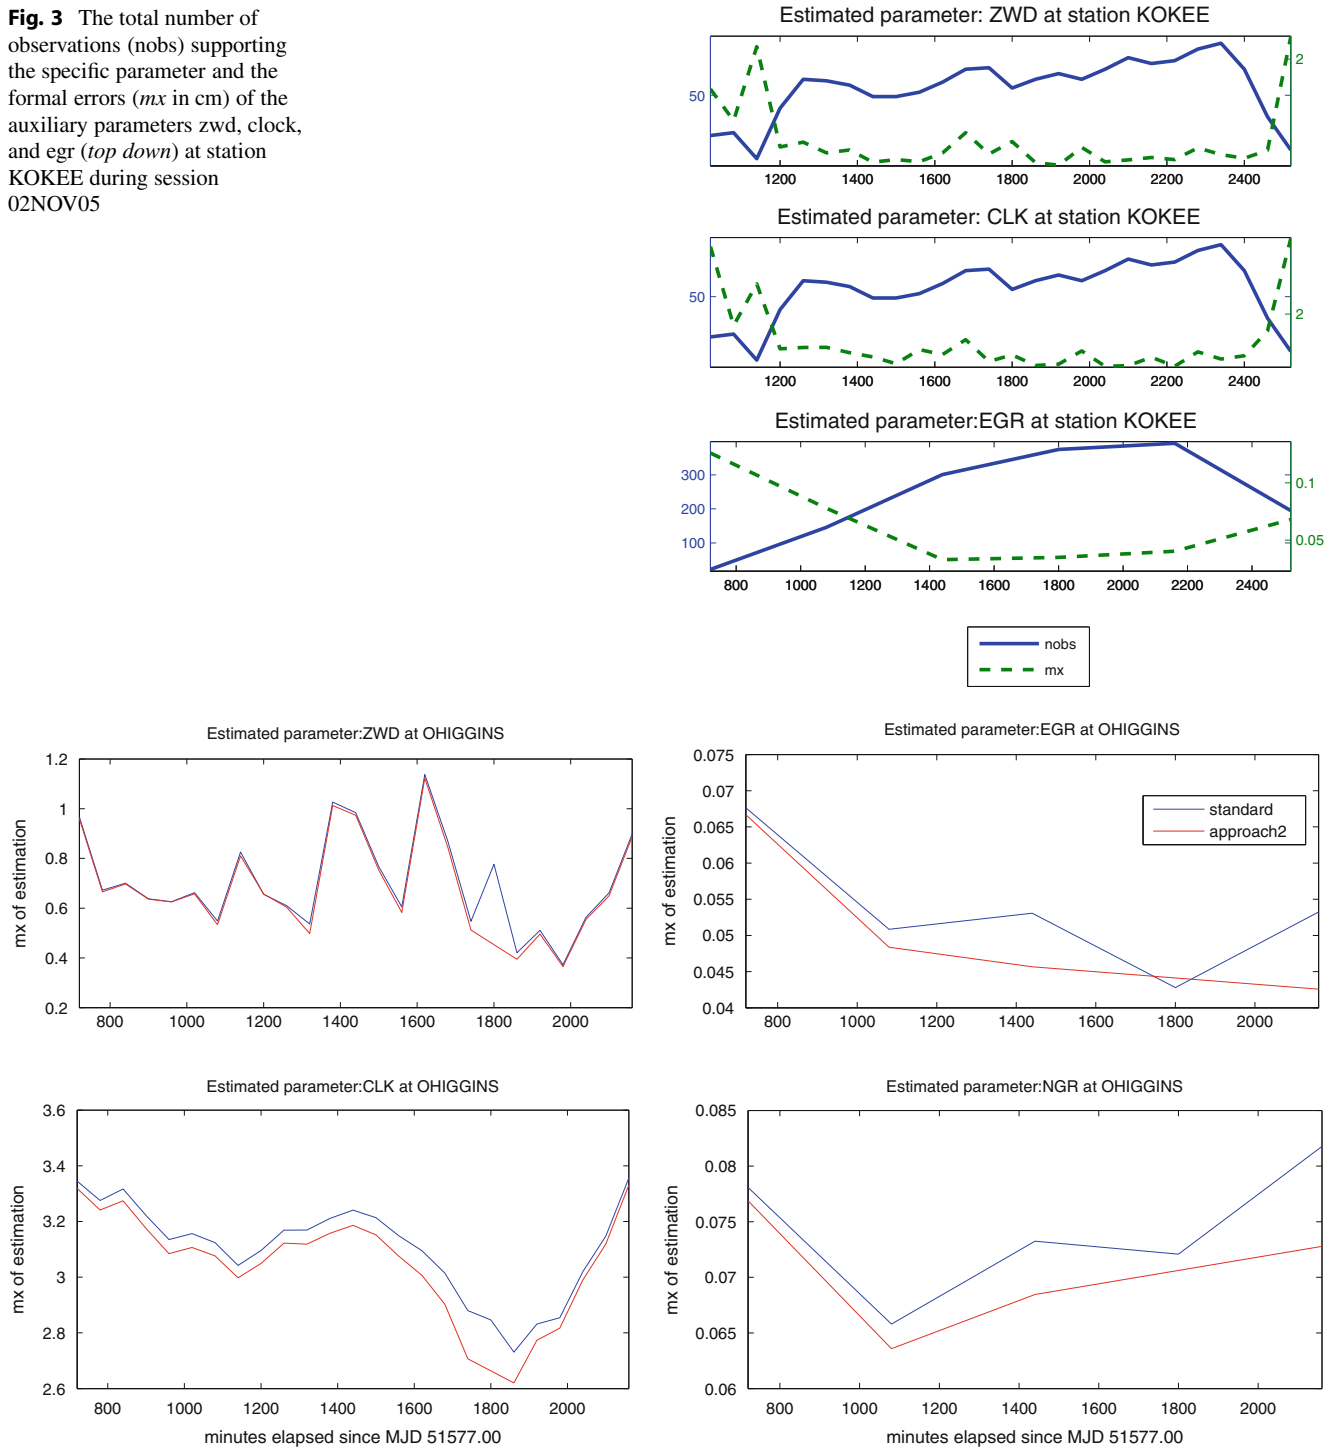 Fig. 3 The total number of
observations (nobs) supporting
the specific parameter and the
formal errors (mx in cm) of the
auxiliary parameters zwd, clock,
and egr (top down) at station
KOKEE during session
02NOV05
Estimated parameter: ZWD at station KOKEE
50
2
1200 1400 1600 1800 2000 2200 2400
Estimated parameter: CLK at station KOKEE
50
2
1200 1400 1600 1800 2000 2200 2400
Estimated parameter:EGR at station KOKEE
300
200
100
0.1
0.05
800 1000 1200 1400 1600 1800 2000 2200 2400
nobs
mx
Estimated parameter:ZWD at OHIGGINS
mx of estimation
1.2
1
0.8
0.6
0.4
0.2
800 1000 1200 1400 1600 1800 2000
Estimated parameter:EGR at OHIGGINS
mx of estimation
0.075
0.07
0.065
0.06
0.055
0.05
0.045
0.04
standard
approach2
800 1000 1200 1400 1600 1800 2000
Estimated parameter:CLK at OHIGGINS
mx of estimation
3.6
3.4
3.2
3
2.8
2.6
800 1000 1200 1400 1600 1800 2000
minutes elapsed since MJD 51577.00
Estimated parameter:NGR at OHIGGINS
mx of estimation
0.085
0.08
0.075
0.07
0.065
0.06
800 1000 1200 1400 1600 1800 2000
minutes elapsed since MJD 51577.00